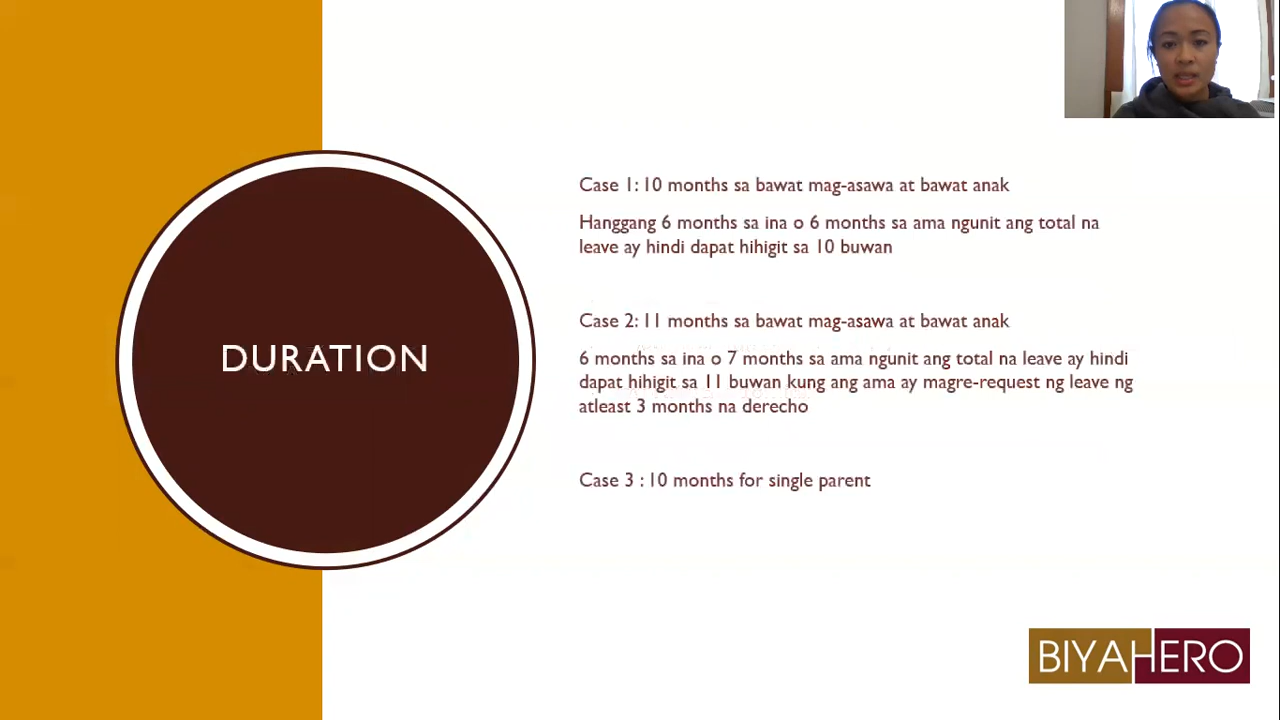 DURATION
Case 1: 10 months sa bawat mag-asawa at bawat anak
Hanggang 6 months sa ina o 6 months sa ama ngunit ang total na
leave ay hindi dapat hihigit sa 10 buwan
Case 2: 11 months sa bawat mag-asawa at bawat anak
6 months sa ina o 7 months sa ama ngunit ang total na leave ay hindi
dapat hihigit sa 11 buwan kung ang ama ay magre-request ng leave ng
atleast 3 months na derecho
Case 3 : 10 months for single parent
BIYAHERO